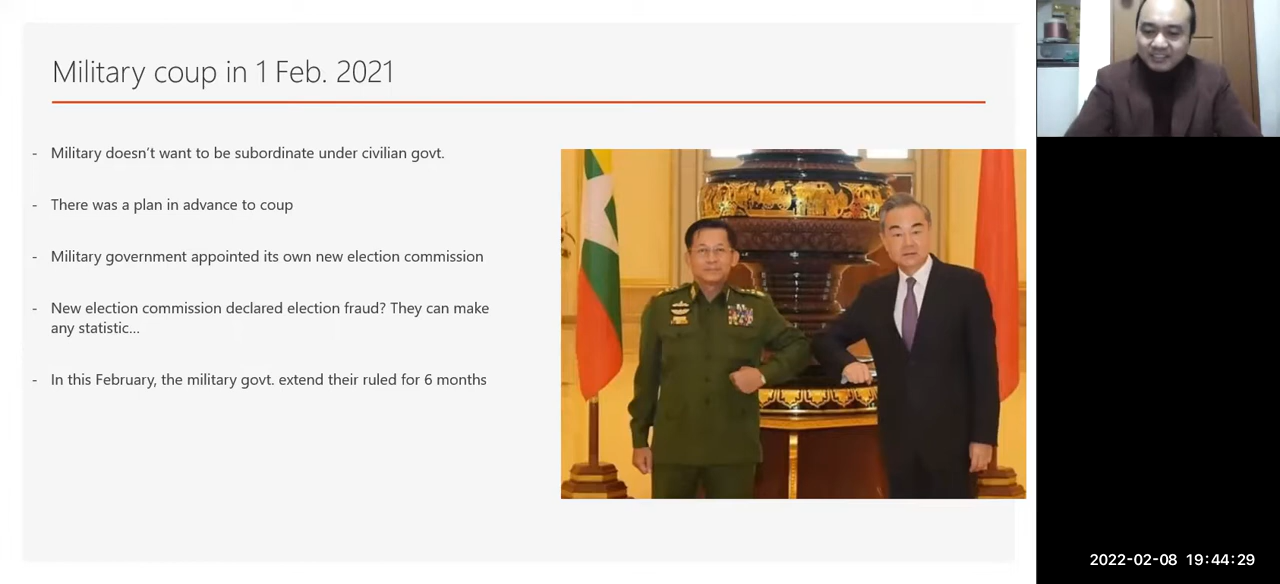 Military coup in 1 Feb. 2021
- Military doesn't want to be subordinate under civilian govt.
- There was a plan in advance to coup
- Military government appointed its own new election commission
- New election commission declared election fraud? They can make
any statistic...
- In this February, the military govt. extend their ruled for 6 months
2022-02-08 19:44:29